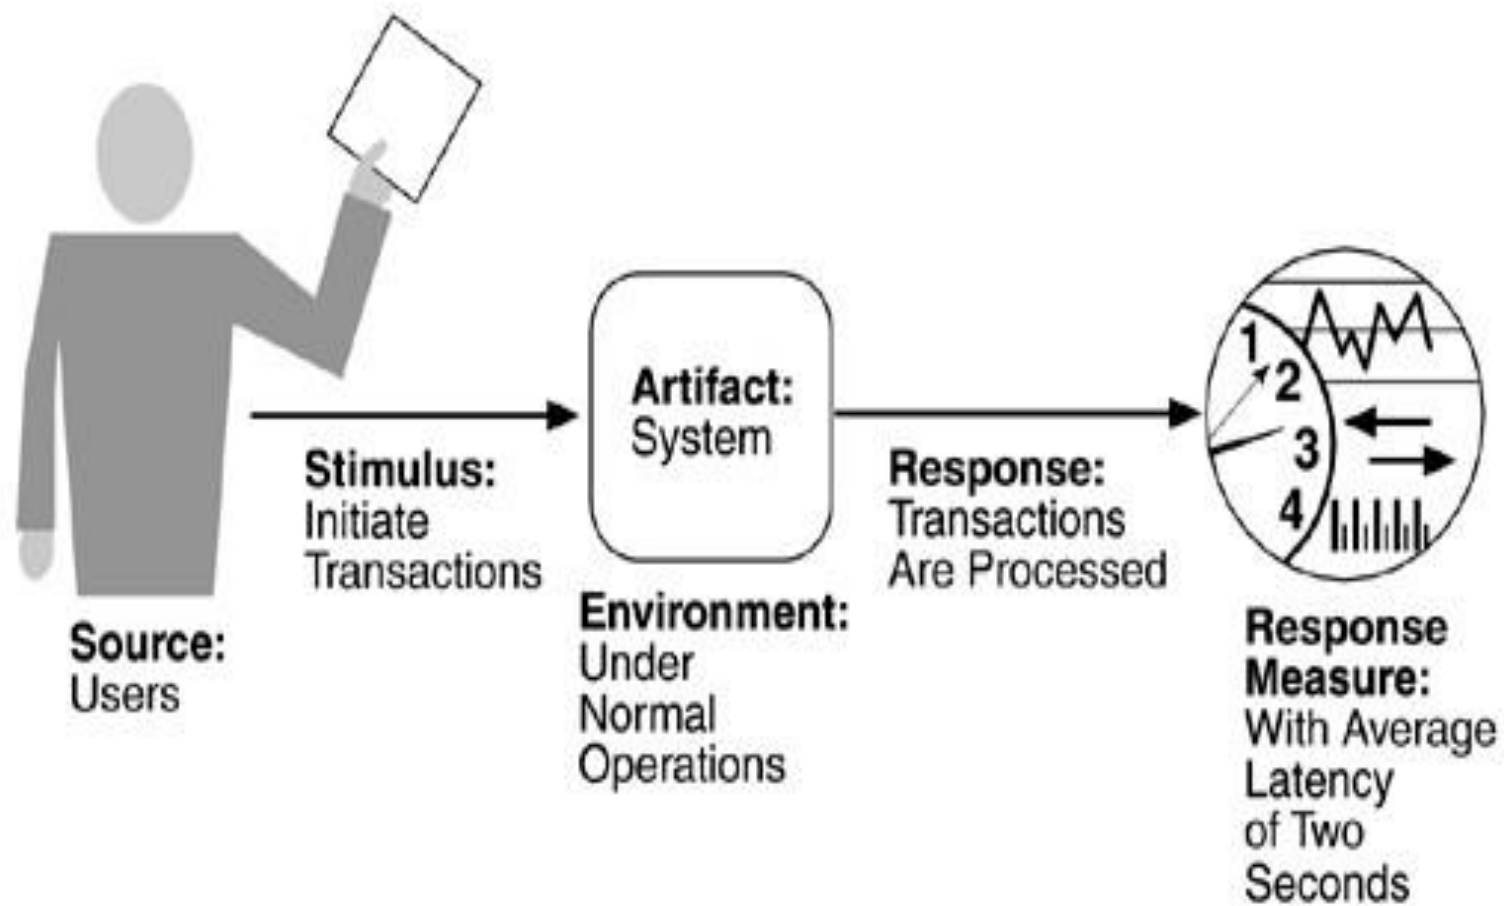 Source:
Users
Stimulus:
Initiate
Transactions
Artifact:
System
Environment:
Under
Normal
Operations
Response:
Transactions
Are Processed
1
2
3
4
Response
Measure:
With Average
Latency
of Two
Seconds